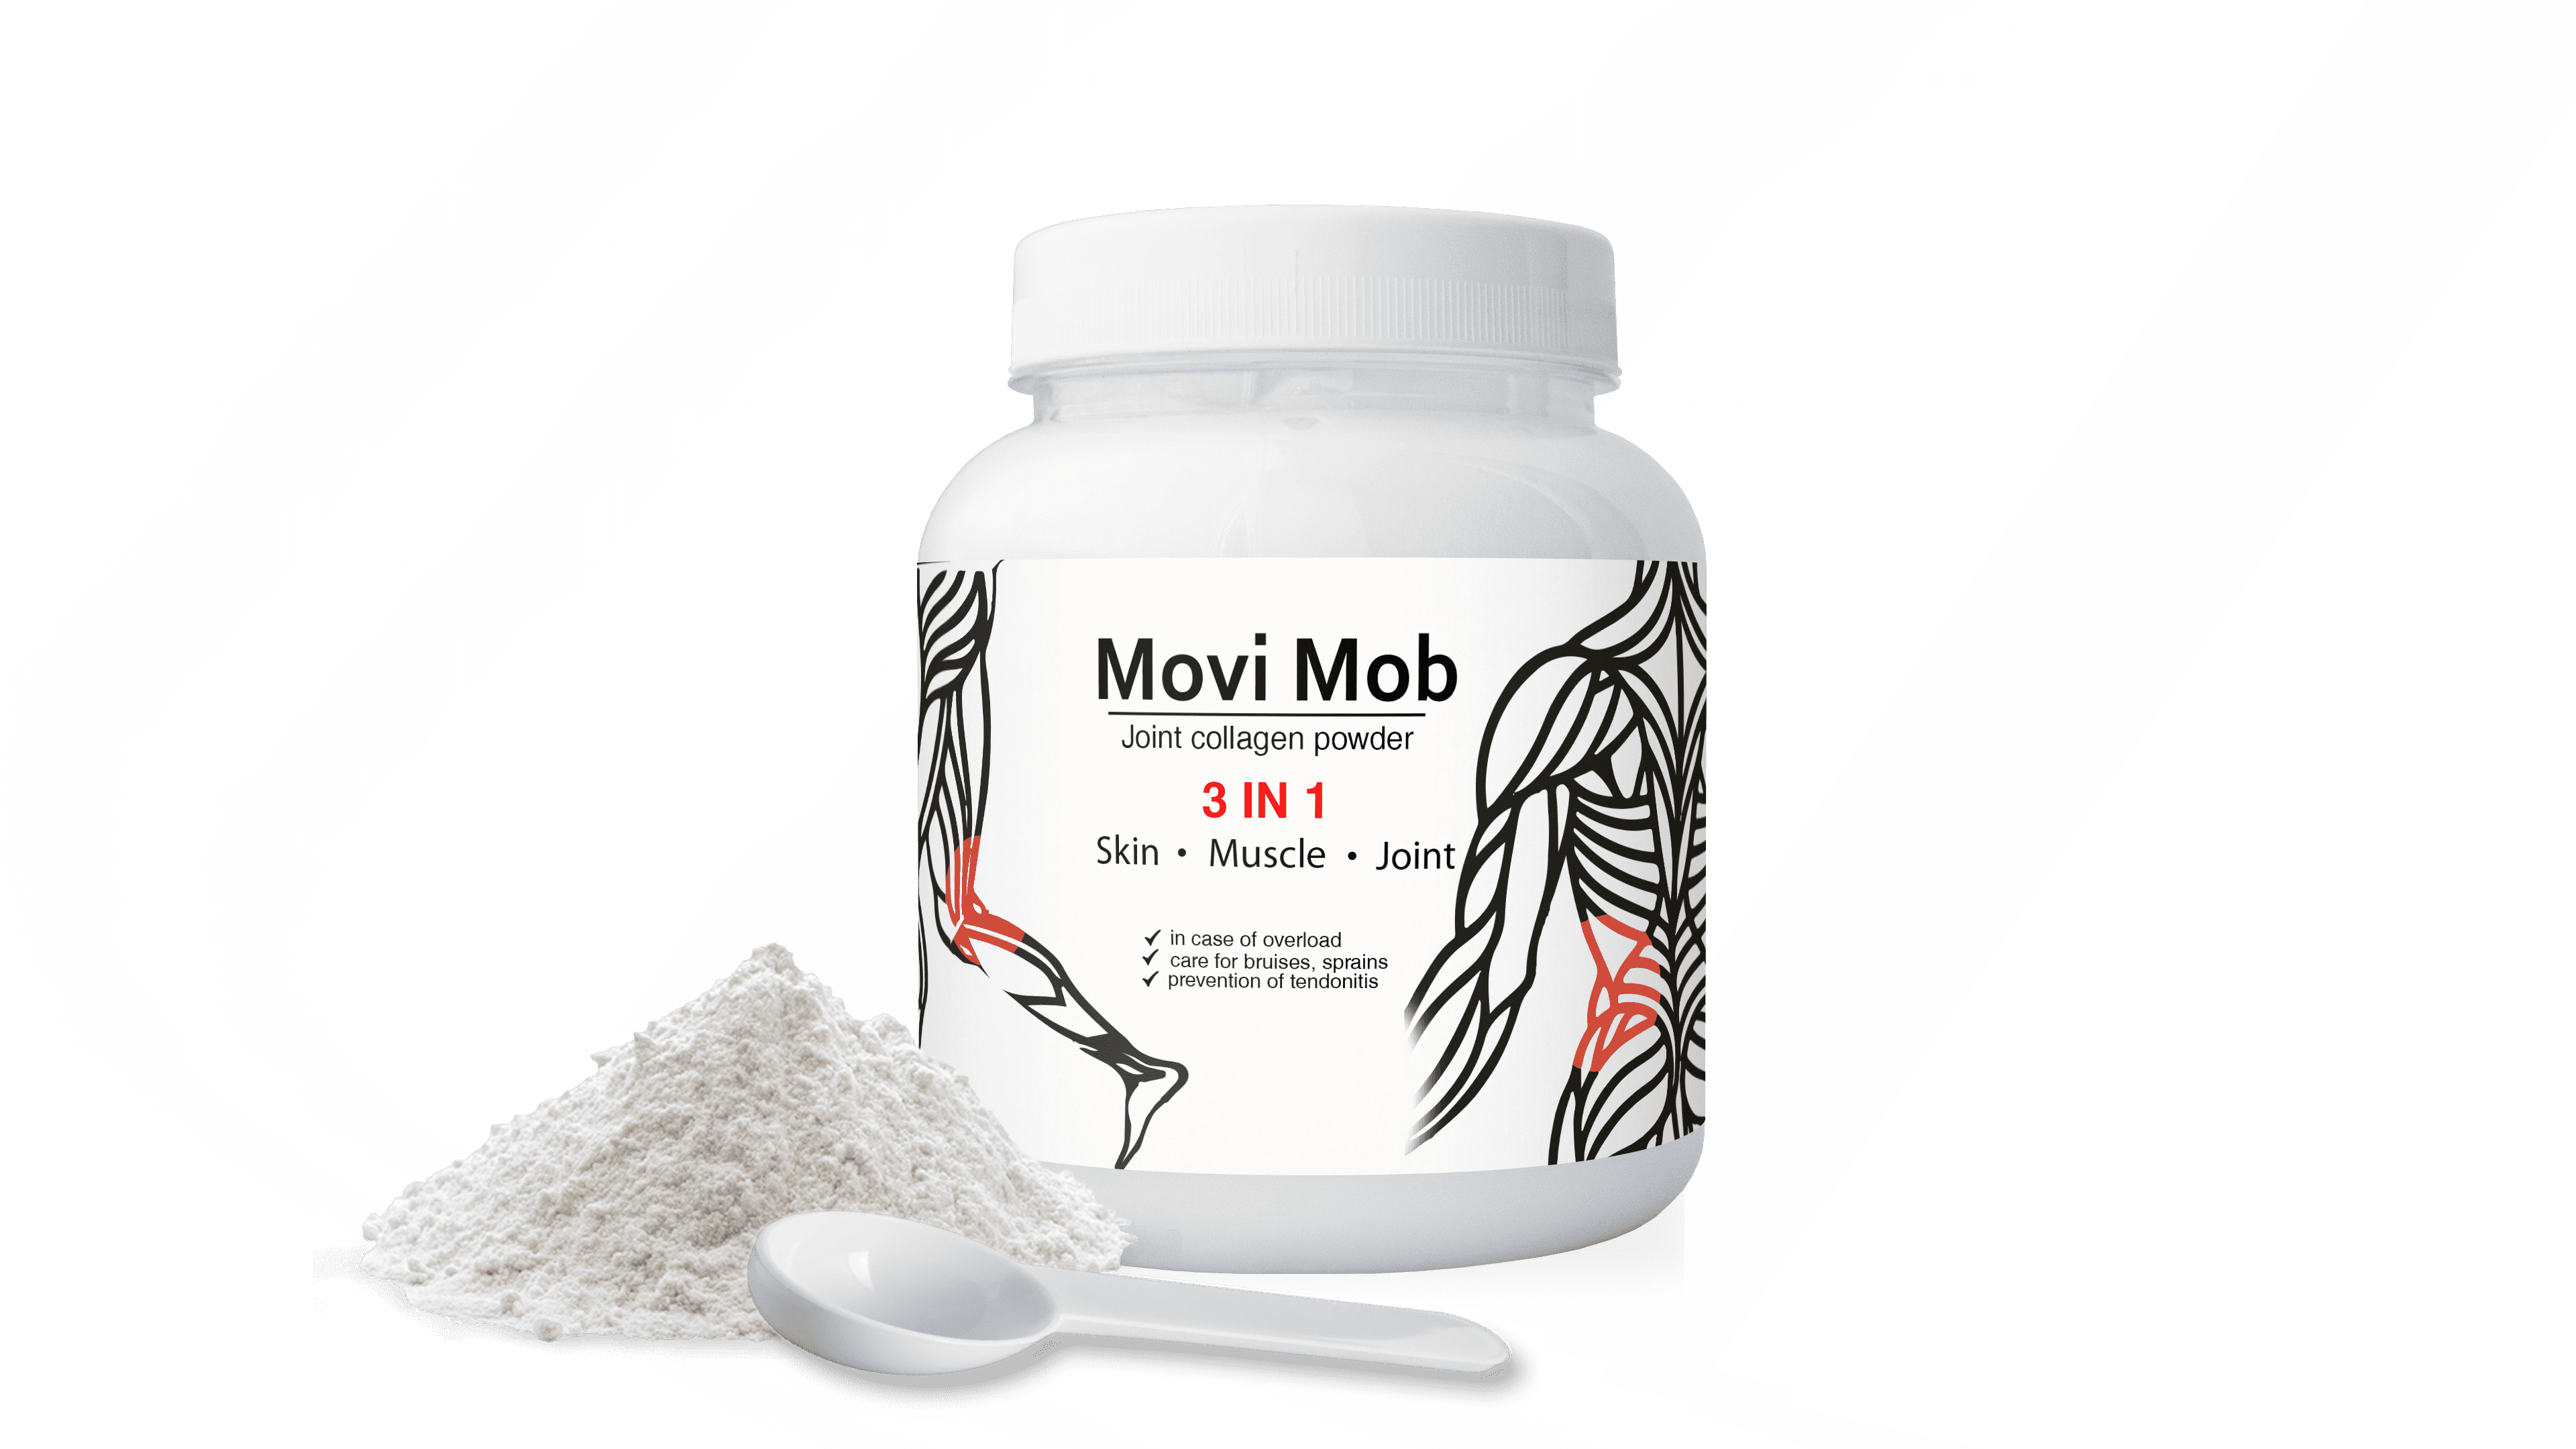 Movi Mob
Joint collagen powder
3 IN 1
Skin • Muscle • Joint
✓ in case of overload
✓ care for bruises, sprains
✓ prevention of tendonitis